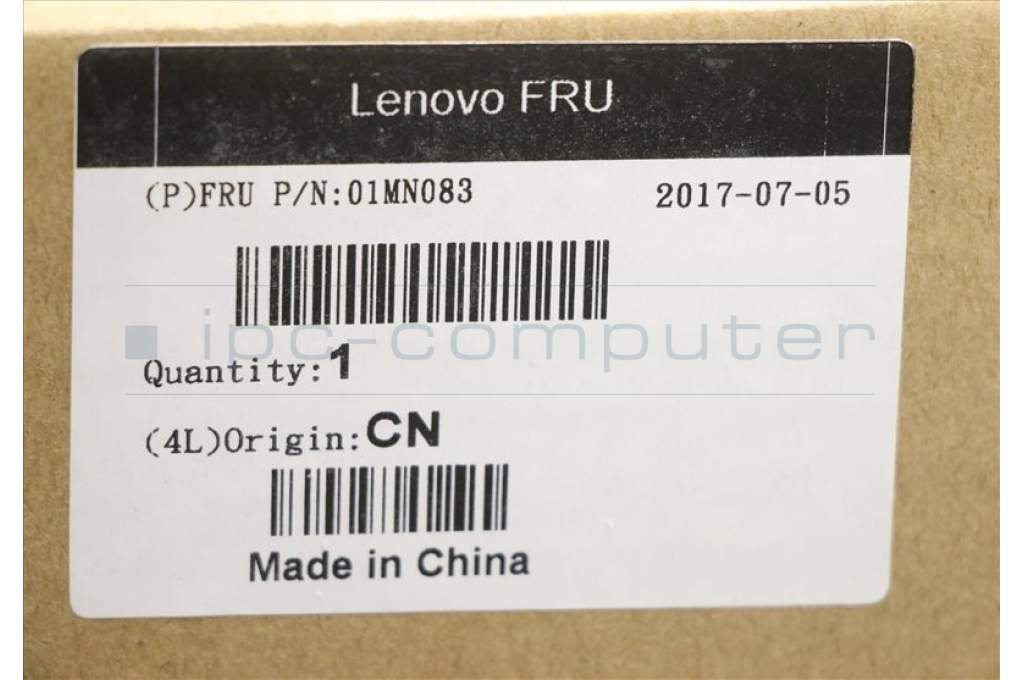 Lenovo FRU
(P)FRU P/N:01MN083 2017-07-05
ipc-computer
Quantity:1
(4L)Origin:CN
Made in China